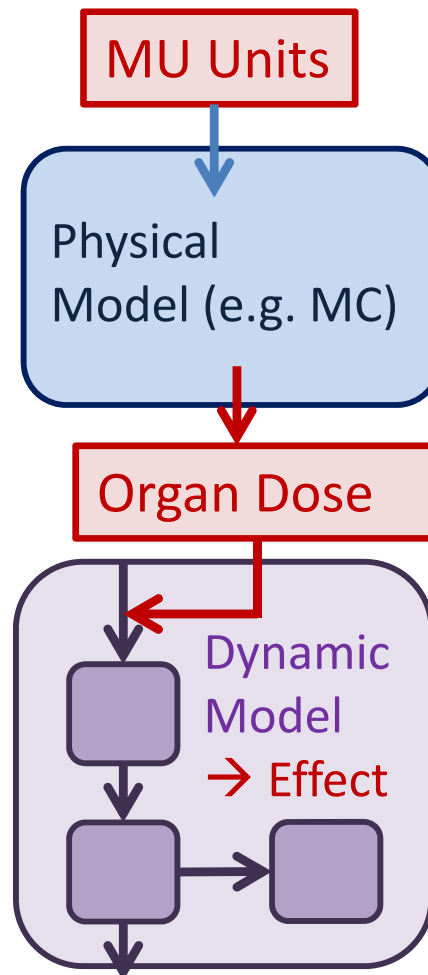 MU Units
Physical
Model (e.g. MC)
Organ Dose
Dynamic
Model
→ Effect